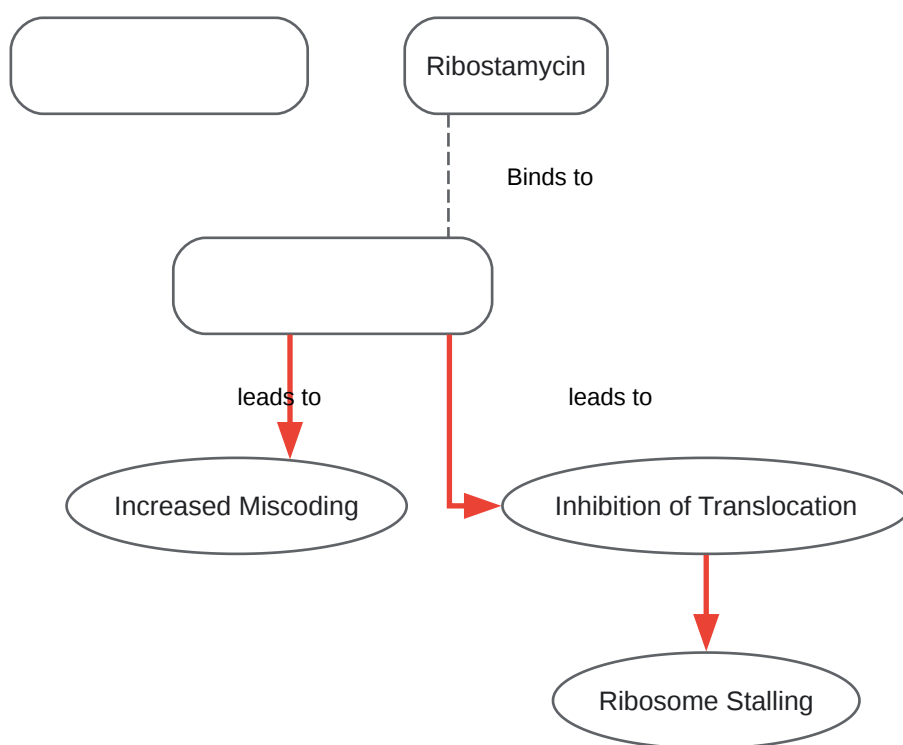 Ribostamycin
Binds to
leads to
leads to
Increased Miscoding
Inhibition of Translocation
Ribosome Stalling